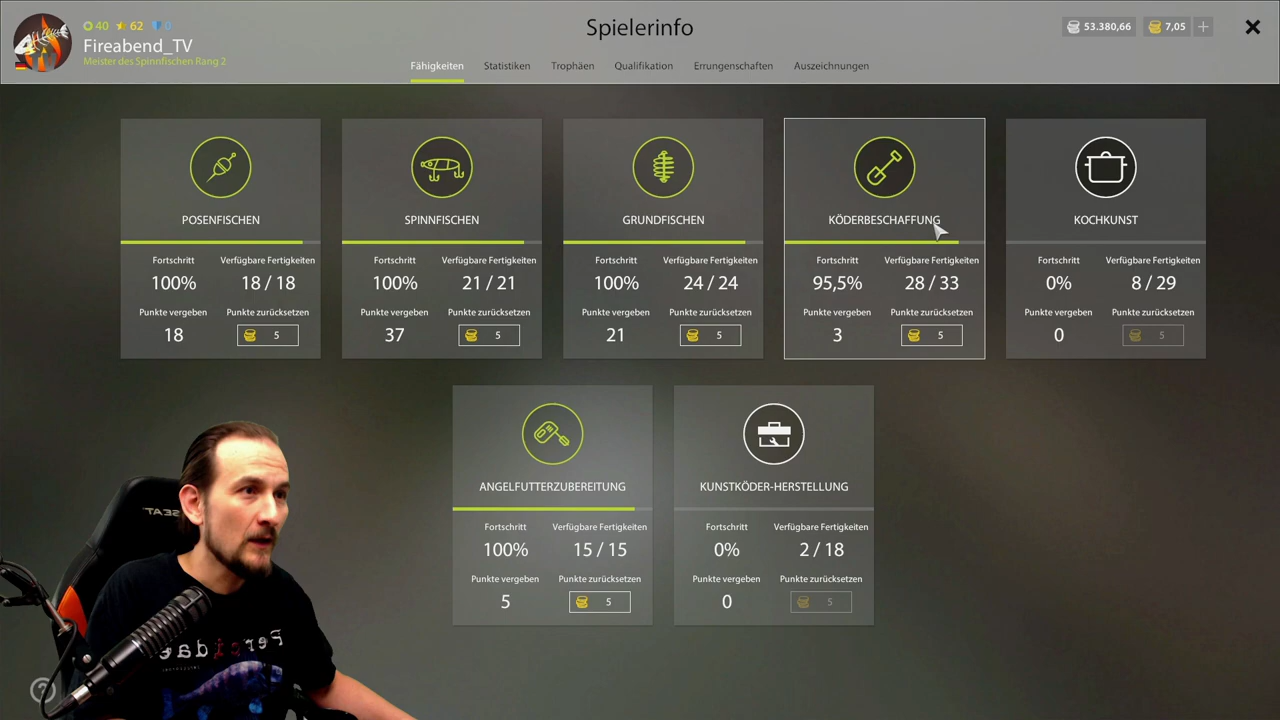 40 62 0
Fireabend_TV
Meister des Spinnfischen Rang 2
Spielerinfo
53.380,66 7,05 +
Fähigkeiten Statistiken Trophäen Qualifikation Errungenschaften Auszeichnungen
POSENFISCHEN
Fortschritt Verfügbare Fertigkeiten
100% 18 / 18
Punkte vergeben Punkte zurücksetzen
18 5
SPINNFISCHEN
Fortschritt Verfügbare Fertigkeiten
100% 21 / 21
Punkte vergeben Punkte zurücksetzen
37 5
GRUNDFISCHEN
Fortschritt Verfügbare Fertigkeiten
100% 24 / 24
Punkte vergeben Punkte zurücksetzen
21 5
KÖDERBESCHAFFUNG
Fortschritt Verfügbare Fertigkeiten
95,5% 28 / 33
Punkte vergeben Punkte zurücksetzen
3 5
KOCHKUNST
Fortschritt Verfügbare Fertigkeiten
0% 8 / 29
Punkte vergeben Punkte zurücksetzen
0 5
ANGELFUTTERZUBEREITUNG
Fortschritt Verfügbare Fertigkeiten
100% 15 / 15
Punkte vergeben Punkte zurücksetzen
5 5
KUNSTKÖDER-HERSTELLUNG
Fortschritt Verfügbare Fertigkeiten
0% 2 / 18
Punkte vergeben Punkte zurücksetzen
0 5
SEAT
?